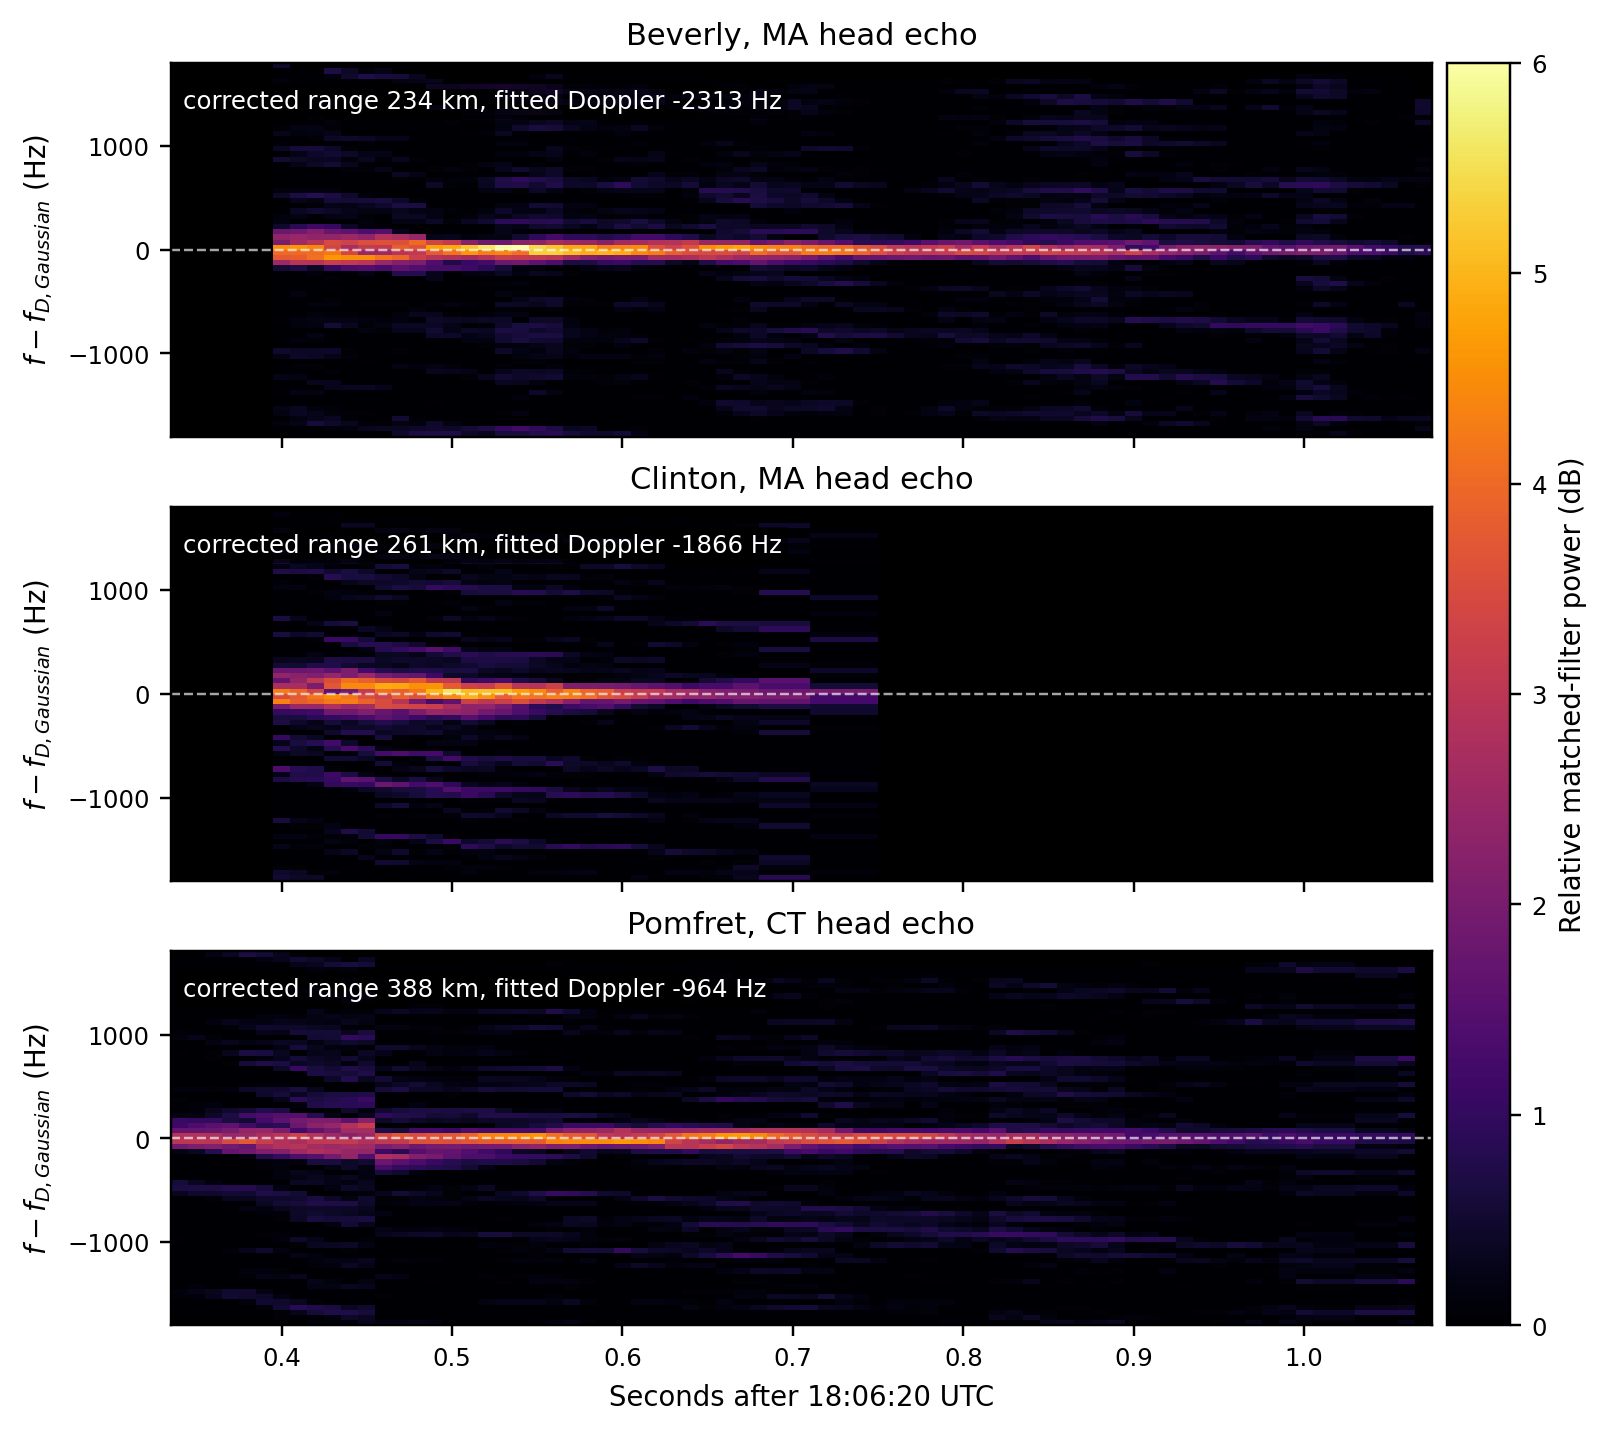 Beverly, MA head echo
corrected range 234 km, fitted Doppler -2313 Hz
f − f_{D, Gaussian} (Hz)
1000
0
−1000
Clinton, MA head echo
corrected range 261 km, fitted Doppler -1866 Hz
f − f_{D, Gaussian} (Hz)
1000
0
−1000
Pomfret, CT head echo
corrected range 388 km, fitted Doppler -964 Hz
f − f_{D, Gaussian} (Hz)
1000
0
−1000
0.4 0.5 0.6 0.7 0.8 0.9 1.0
Seconds after 18:06:20 UTC
6
5
4
3
2
1
0
Relative matched-filter power (dB)